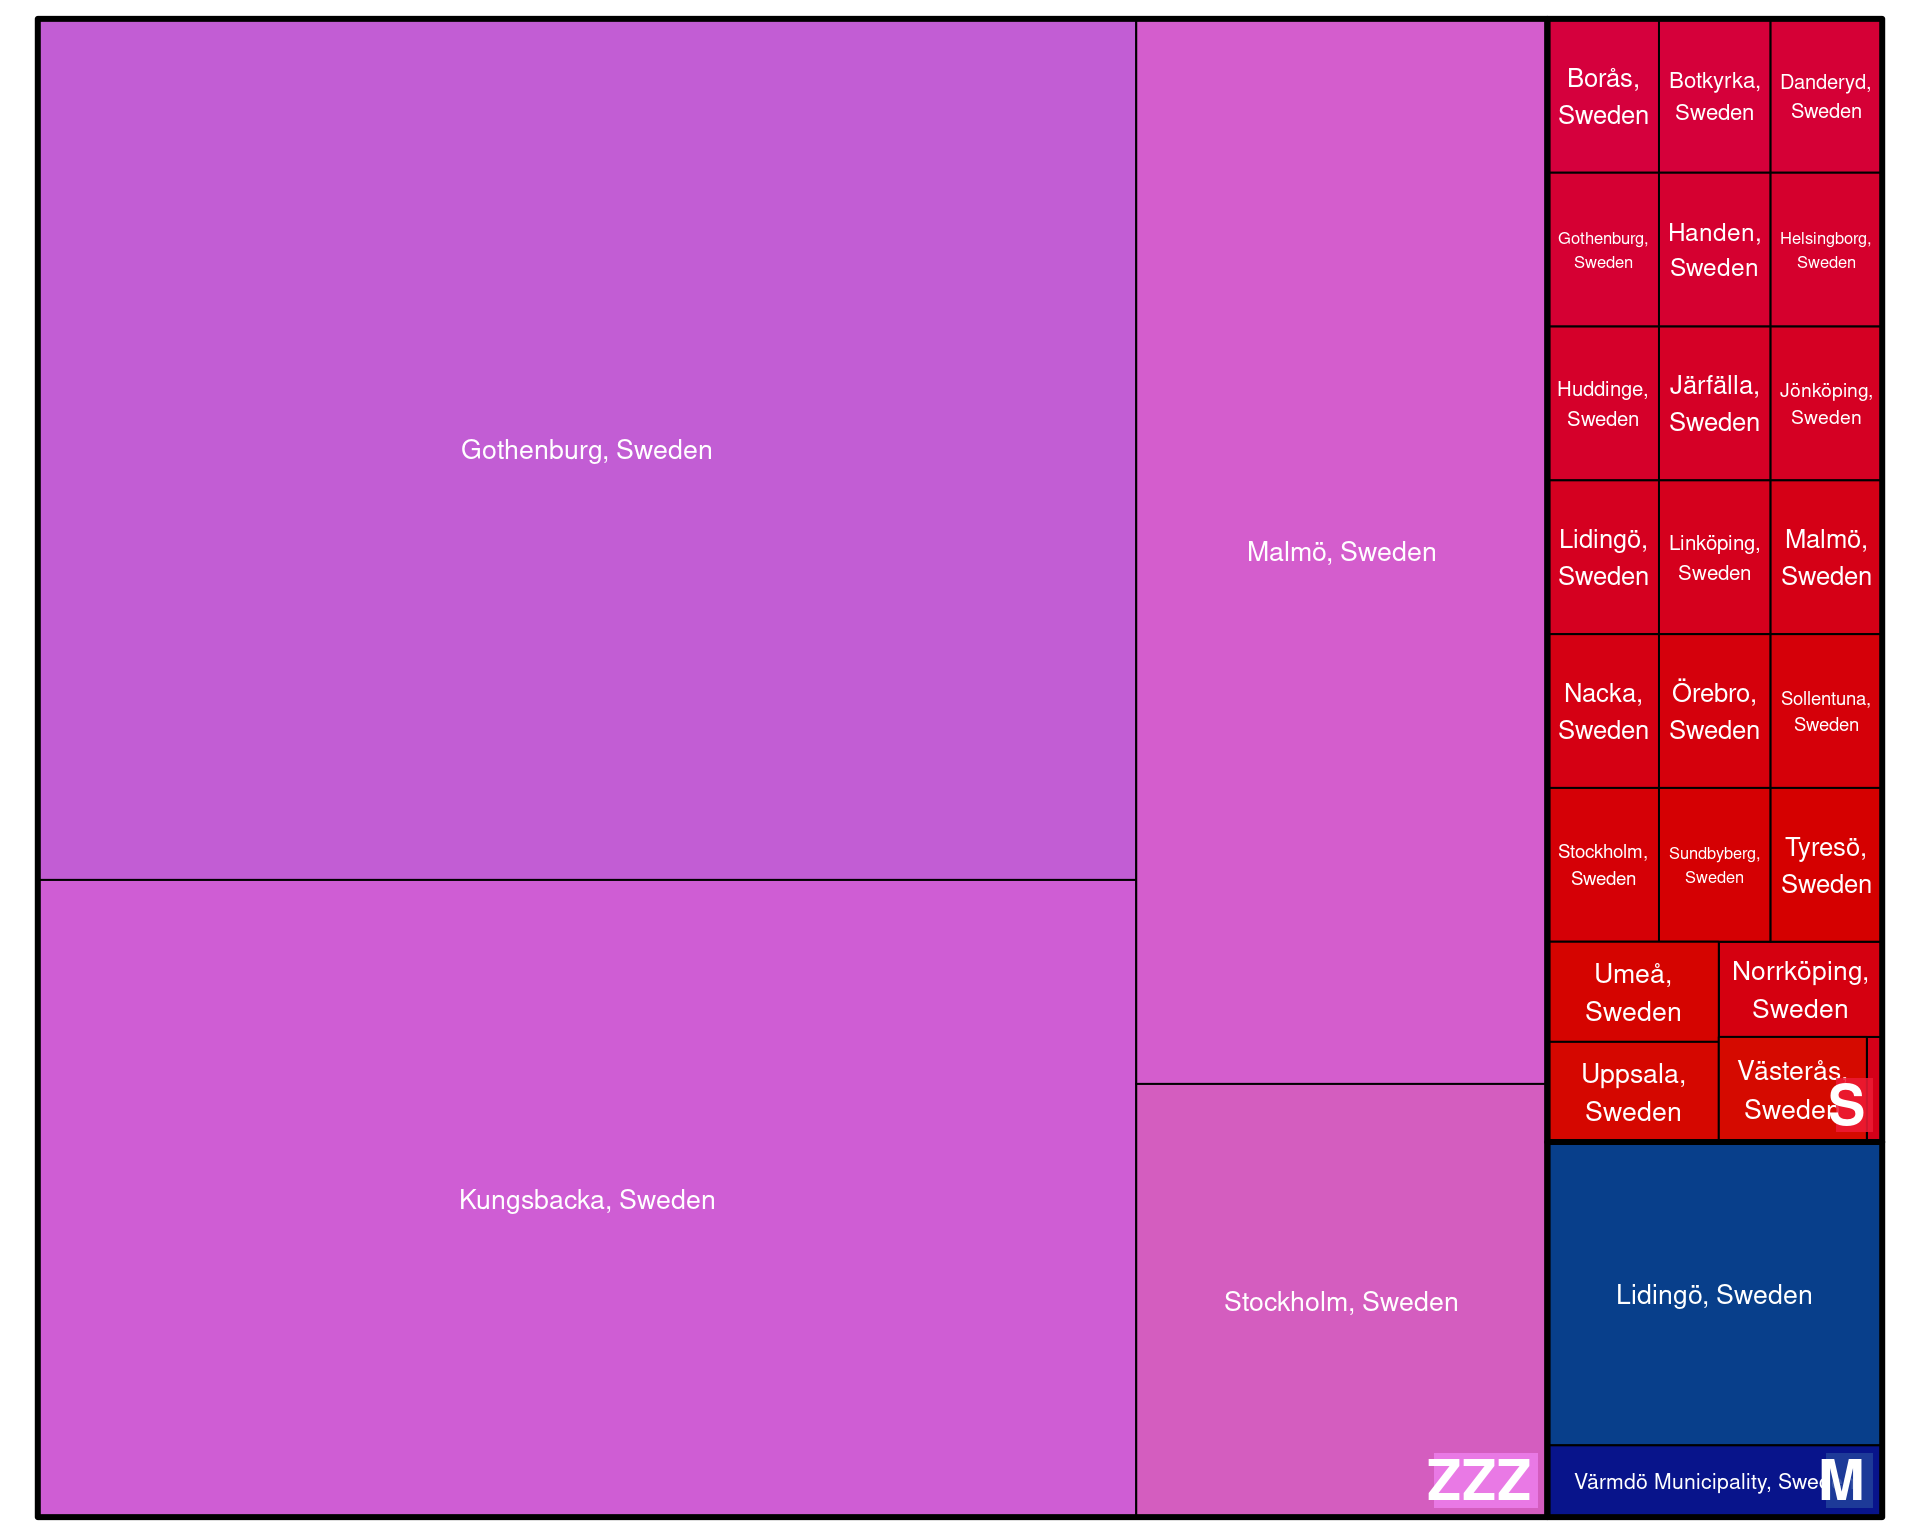 Gothenburg, Sweden
Kungsbacka, Sweden
Malmö, Sweden
Stockholm, Sweden
ZZZ
Borås,
Sweden
Botkyrka,
Sweden
Danderyd,
Sweden
Gothenburg,
Sweden
Handen,
Sweden
Helsingborg,
Sweden
Huddinge,
Sweden
Järfälla,
Sweden
Jönköping,
Sweden
Lidingö,
Sweden
Linköping,
Sweden
Malmö,
Sweden
Nacka,
Sweden
Örebro,
Sweden
Sollentuna,
Sweden
Stockholm,
Sweden
Sundbyberg,
Sweden
Tyresö,
Sweden
Umeå,
Sweden
Norrköping,
Sweden
Uppsala,
Sweden
Västerås,
Sweden
S
Lidingö, Sweden
Värmdö Municipality, Swe
M